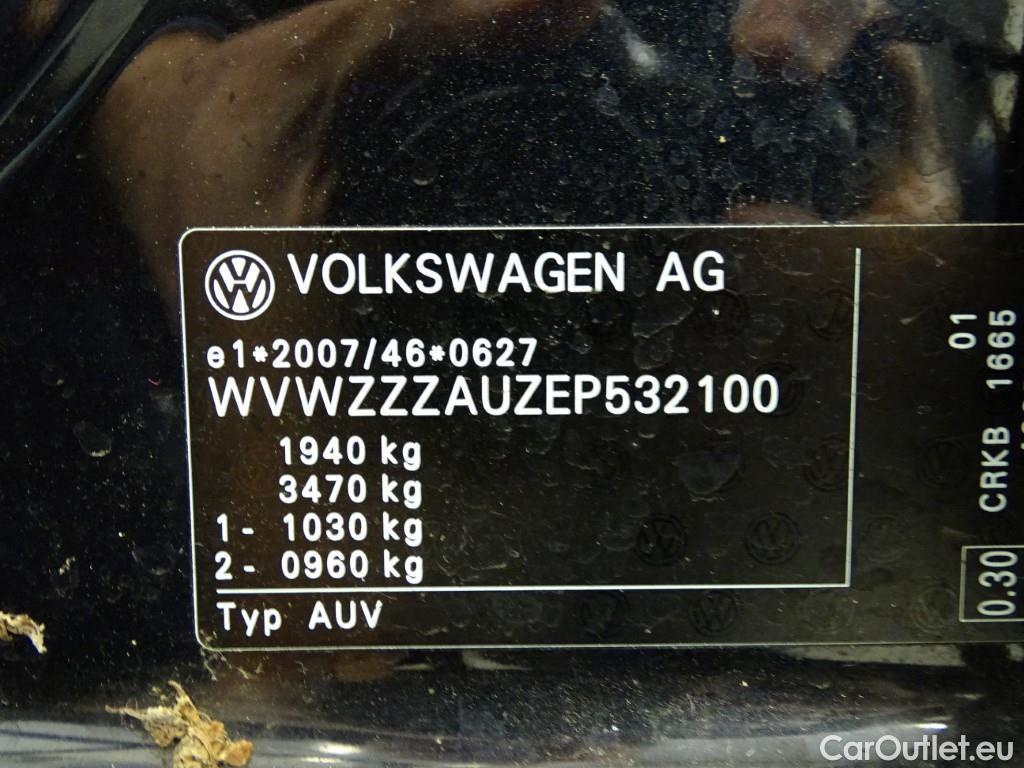 VOLKSWAGEN AG
e1*2007/46*0627
WVWZZZAUZEP532100
1940 kg
3470 kg
1- 1030 kg
2- 0960 kg
Typ AUV
01
CRKB 1665
0.30
CarOutlet.eu